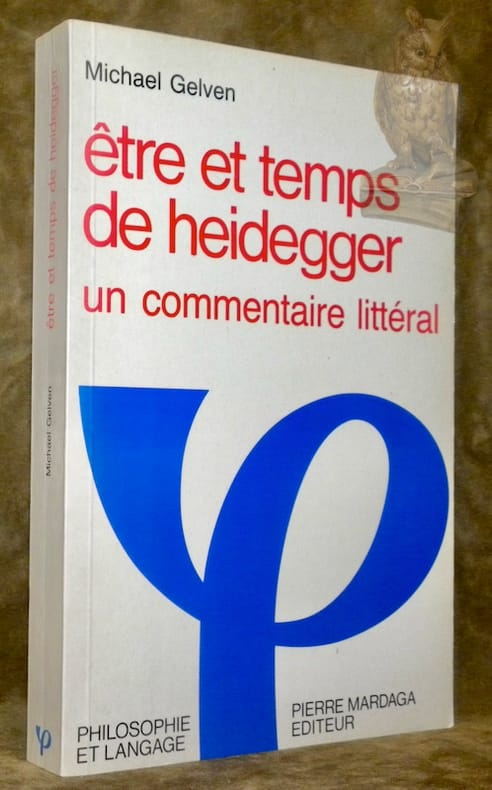 Michael Gelven
être et temps
de heidegger
un commentaire littéral
φ
PHILOSOPHIE
ET LANGAGE
PIERRE MARDAGA
EDITEUR
être et temps de heidegger
Michael Gelven
φ